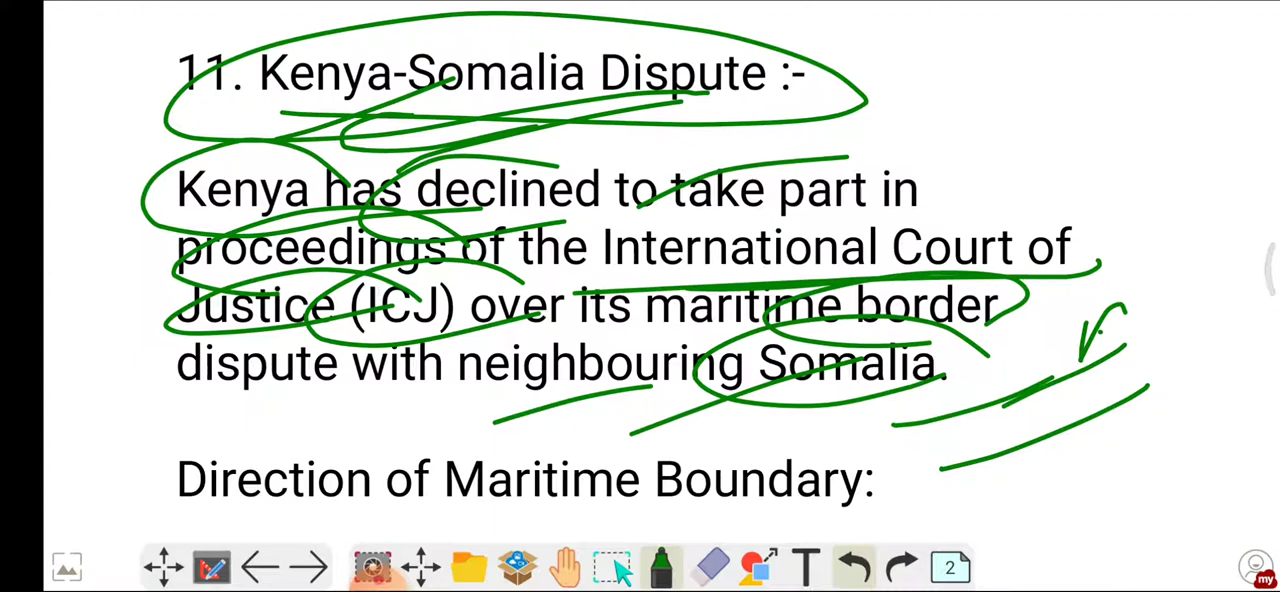 11. Kenya-Somalia Dispute :-
Kenya has declined to take part in
proceedings of the International Court of
Justice (ICJ) over its maritime border
dispute with neighbouring Somalia.
Direction of Maritime Boundary:
T
2
my